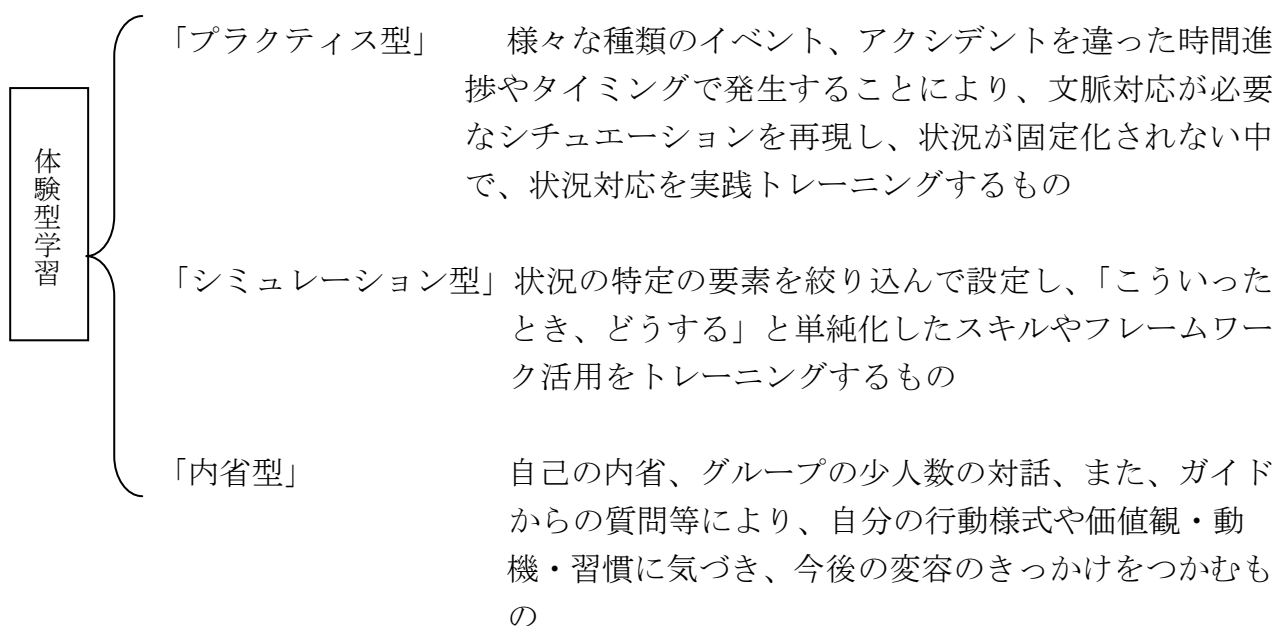 体験型学習
「プラクティス型」 様々な種類のイベント、アクシデントを違った時間進
捗やタイミングで発生することにより、文脈対応が必要
なシチュエーションを再現し、状況が固定化されない中
で、状況対応を実践トレーニングするもの
「シミュレーション型」状況の特定の要素を絞り込んで設定し、「こういった
とき、どうする」と単純化したスキルやフレームワー
ク活用をトレーニングするもの
「内省型」 自己の内省、グループの少人数の対話、また、ガイド
からの質問等により、自分の行動様式や価値観・動
機・習慣に気づき、今後の変容のきっかけをつかむも
の